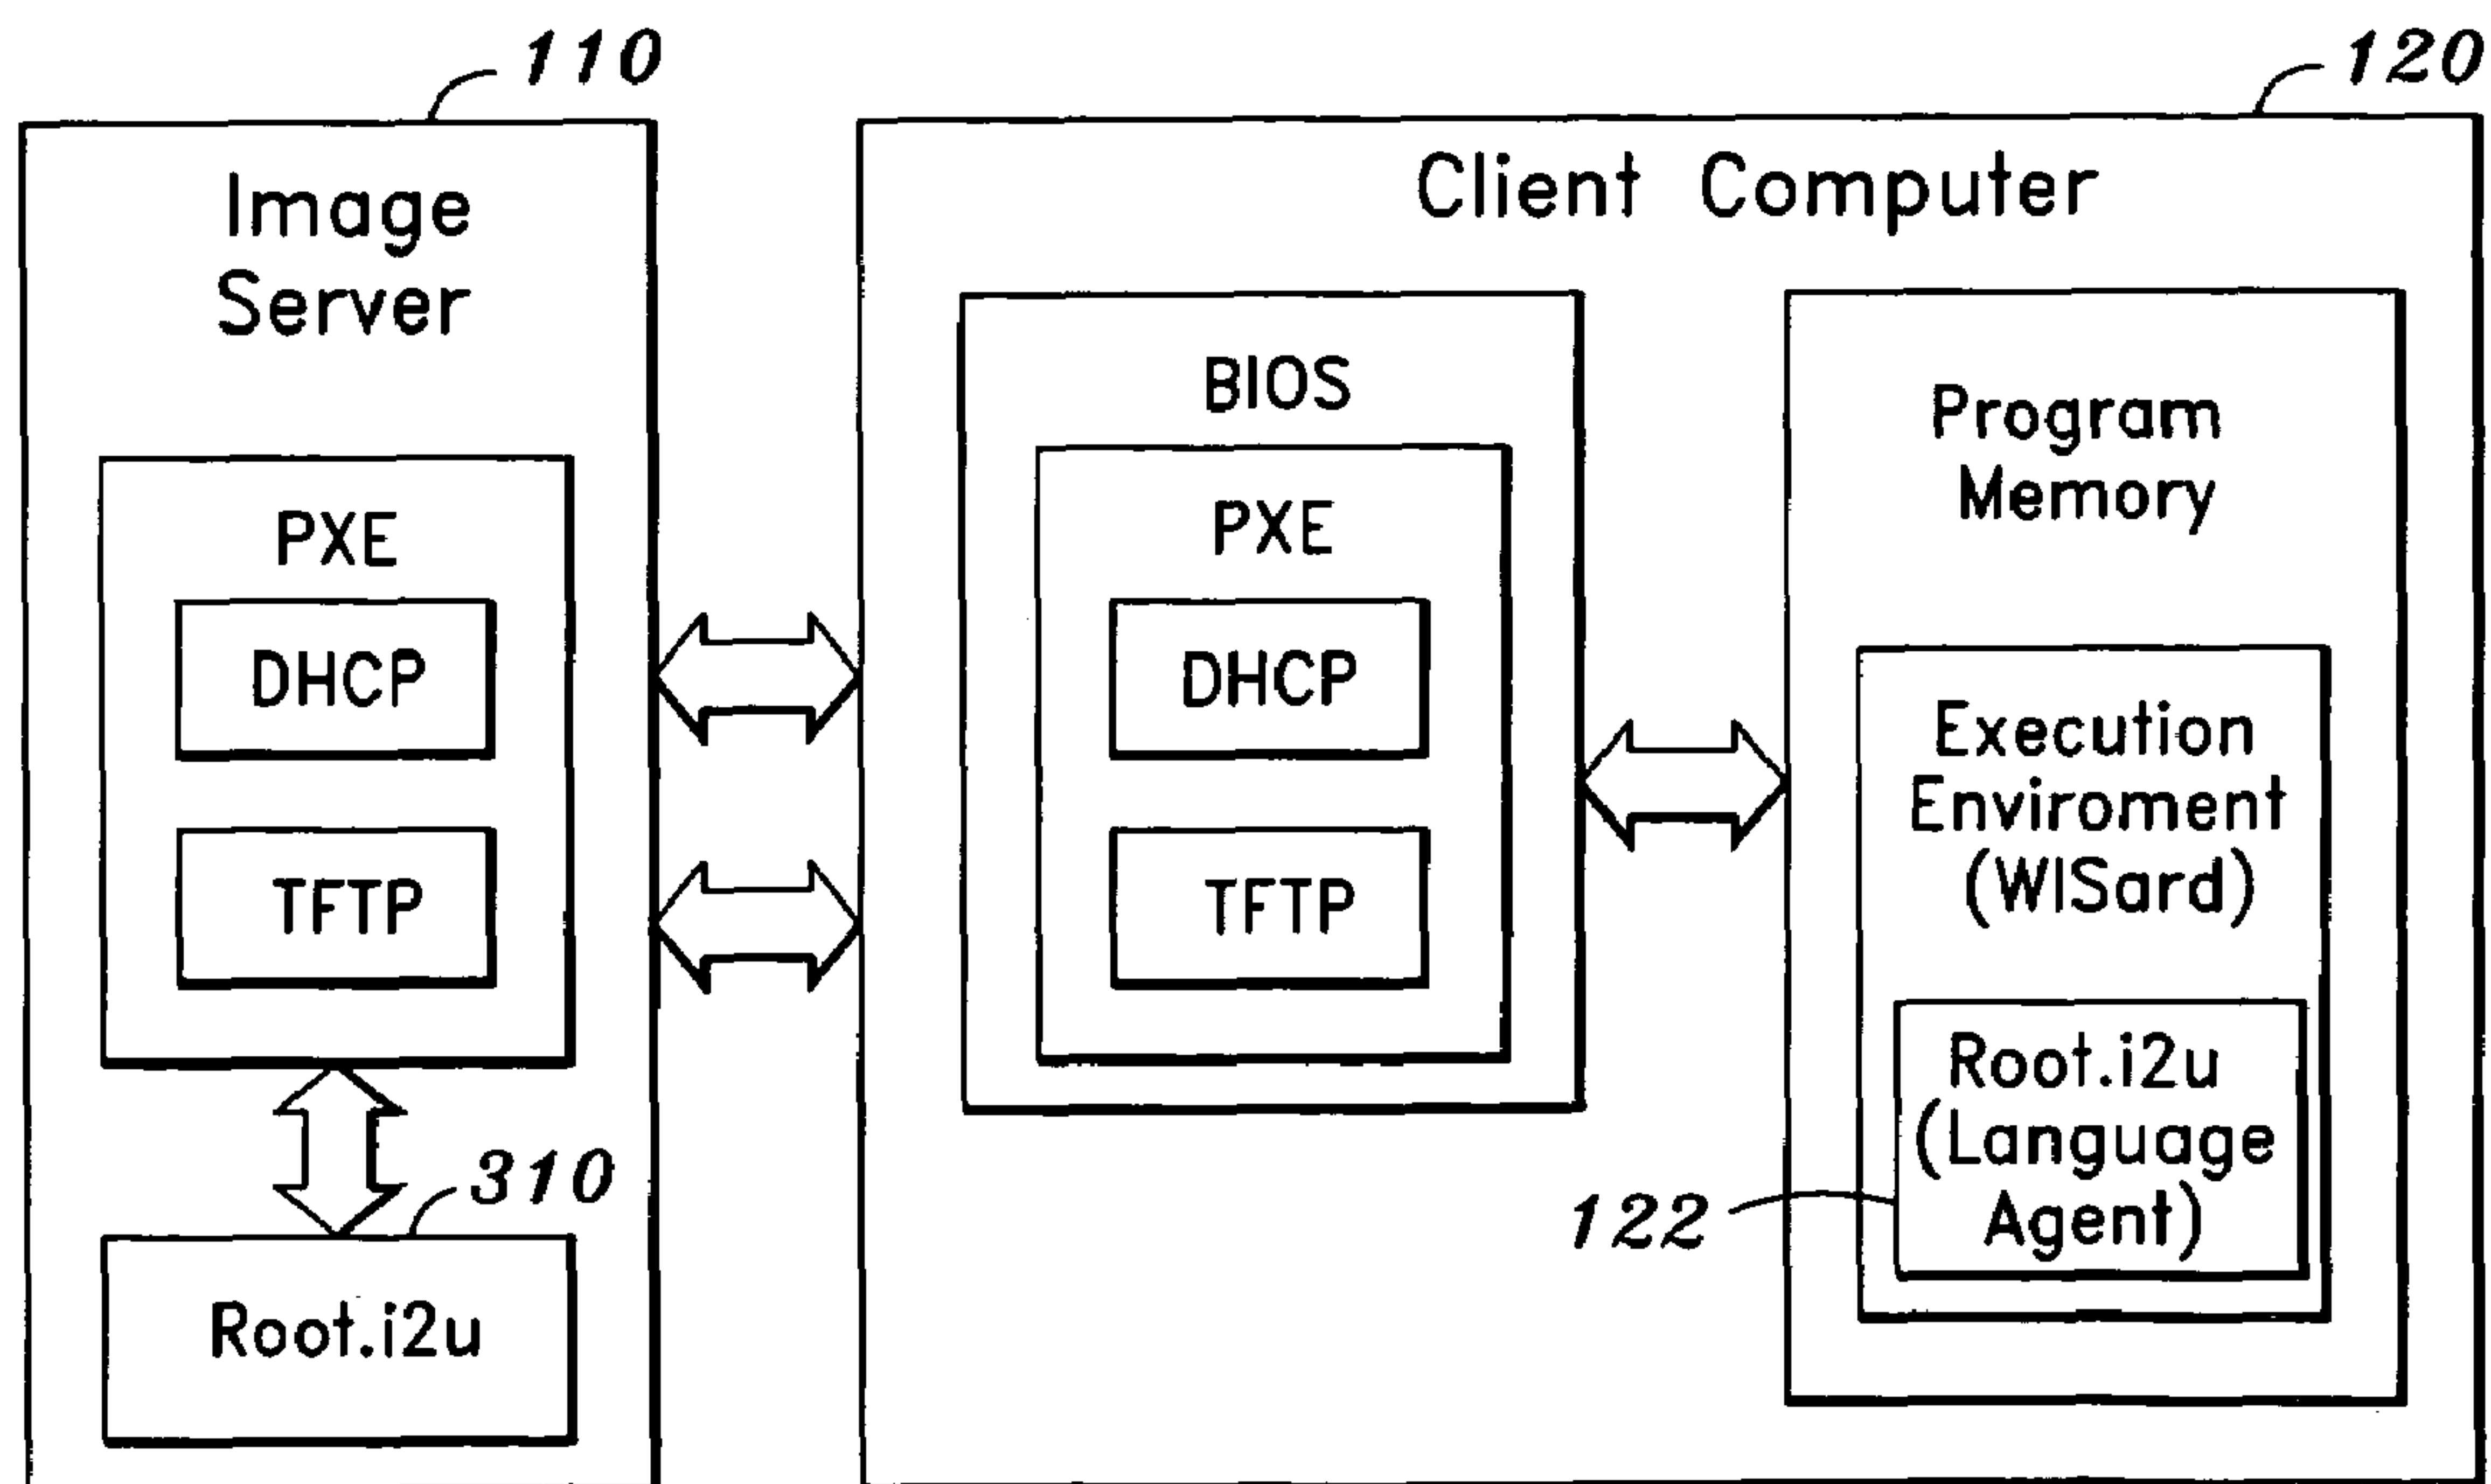 110
120
Image
Server
PXE
DHCP
TFTP
310
Root.i2u
Client Computer
BIOS
PXE
DHCP
TFTP
Program
Memory
Execution
Enviroment
(WISard)
Root.i2u
(Language
Agent)
122